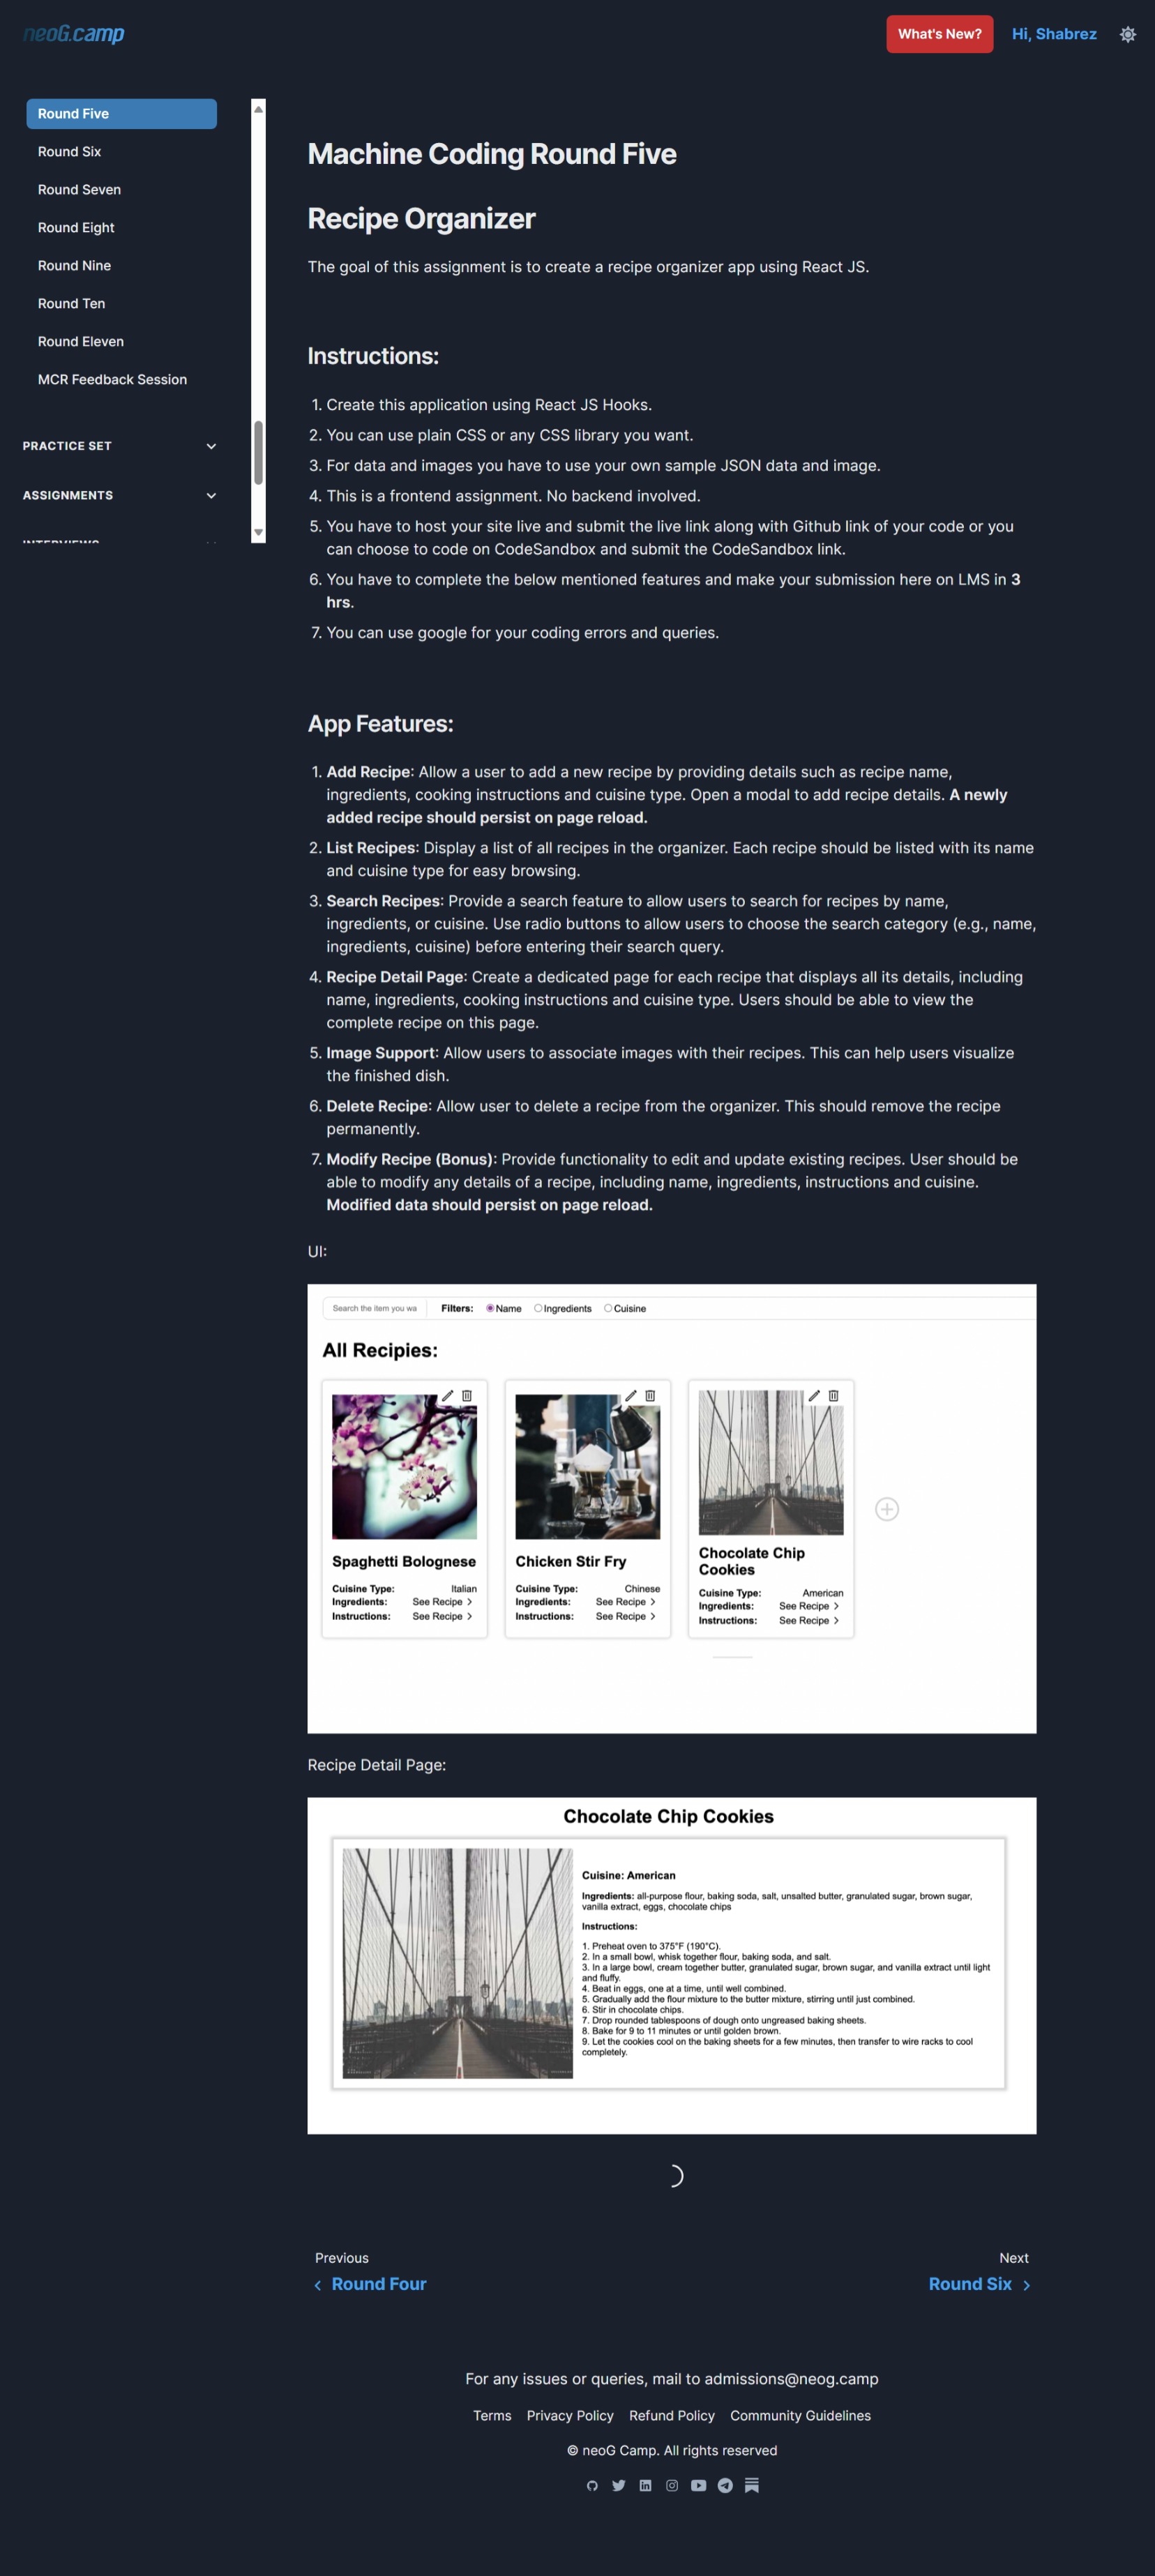 neoG.camp
What's New?
Hi, Shabrez
Round Five
Round Six
Round Seven
Round Eight
Round Nine
Round Ten
Round Eleven
MCR Feedback Session
PRACTICE SET
ASSIGNMENTS
INTERVIEWS
Machine Coding Round Five
Recipe Organizer
The goal of this assignment is to create a recipe organizer app using React JS.
Instructions:
1. Create this application using React JS Hooks.
2. You can use plain CSS or any CSS library you want.
3. For data and images you have to use your own sample JSON data and image.
4. This is a frontend assignment. No backend involved.
5. You have to host your site live and submit the live link along with Github link of your code or you
can choose to code on CodeSandbox and submit the CodeSandbox link.
6. You have to complete the below mentioned features and make your submission here on LMS in 3
hrs.
7. You can use google for your coding errors and queries.
App Features:
1. Add Recipe: Allow a user to add a new recipe by providing details such as recipe name,
ingredients, cooking instructions and cuisine type. Open a modal to add recipe details. A newly
added recipe should persist on page reload.
2. List Recipes: Display a list of all recipes in the organizer. Each recipe should be listed with its name
and cuisine type for easy browsing.
3. Search Recipes: Provide a search feature to allow users to search for recipes by name,
ingredients, or cuisine. Use radio buttons to allow users to choose the search category (e.g., name,
ingredients, cuisine) before entering their search query.
4. Recipe Detail Page: Create a dedicated page for each recipe that displays all its details, including
name, ingredients, cooking instructions and cuisine type. Users should be able to view the
complete recipe on this page.
5. Image Support: Allow users to associate images with their recipes. This can help users visualize
the finished dish.
6. Delete Recipe: Allow user to delete a recipe from the organizer. This should remove the recipe
permanently.
7. Modify Recipe (Bonus): Provide functionality to edit and update existing recipes. User should be
able to modify any details of a recipe, including name, ingredients, instructions and cuisine.
Modified data should persist on page reload.
UI:
Search the item you wa Filters: Name Ingredients Cuisine
All Recipies:
Spaghetti Bolognese
Cuisine Type: Italian
Ingredients: See Recipe >
Instructions: See Recipe >
Chicken Stir Fry
Cuisine Type: Chinese
Ingredients: See Recipe >
Instructions: See Recipe >
Chocolate Chip
Cookies
Cuisine Type: American
Ingredients: See Recipe >
Instructions: See Recipe >
Recipe Detail Page:
Chocolate Chip Cookies
Cuisine: American
Ingredients: all-purpose flour, baking soda, salt, unsalted butter, granulated sugar, brown sugar,
vanilla extract, eggs, chocolate chips
Instructions:
1. Preheat oven to 375°F (190°C).
2. In a small bowl, whisk together flour, baking soda, and salt.
3. In a large bowl, cream together butter, granulated sugar, brown sugar, and vanilla extract until light
and fluffy.
4. Beat in eggs, one at a time, until well combined.
5. Gradually add the flour mixture to the butter mixture, stirring until just combined.
6. Stir in chocolate chips.
7. Drop rounded tablespoons of dough onto ungreased baking sheets.
8. Bake for 9 to 11 minutes or until golden brown.
9. Let the cookies cool on the baking sheets for a few minutes, then transfer to wire racks to cool
completely.
Previous
Round Four
Next
Round Six
For any issues or queries, mail to admissions@neog.camp
Terms Privacy Policy Refund Policy Community Guidelines
© neoG Camp. All rights reserved